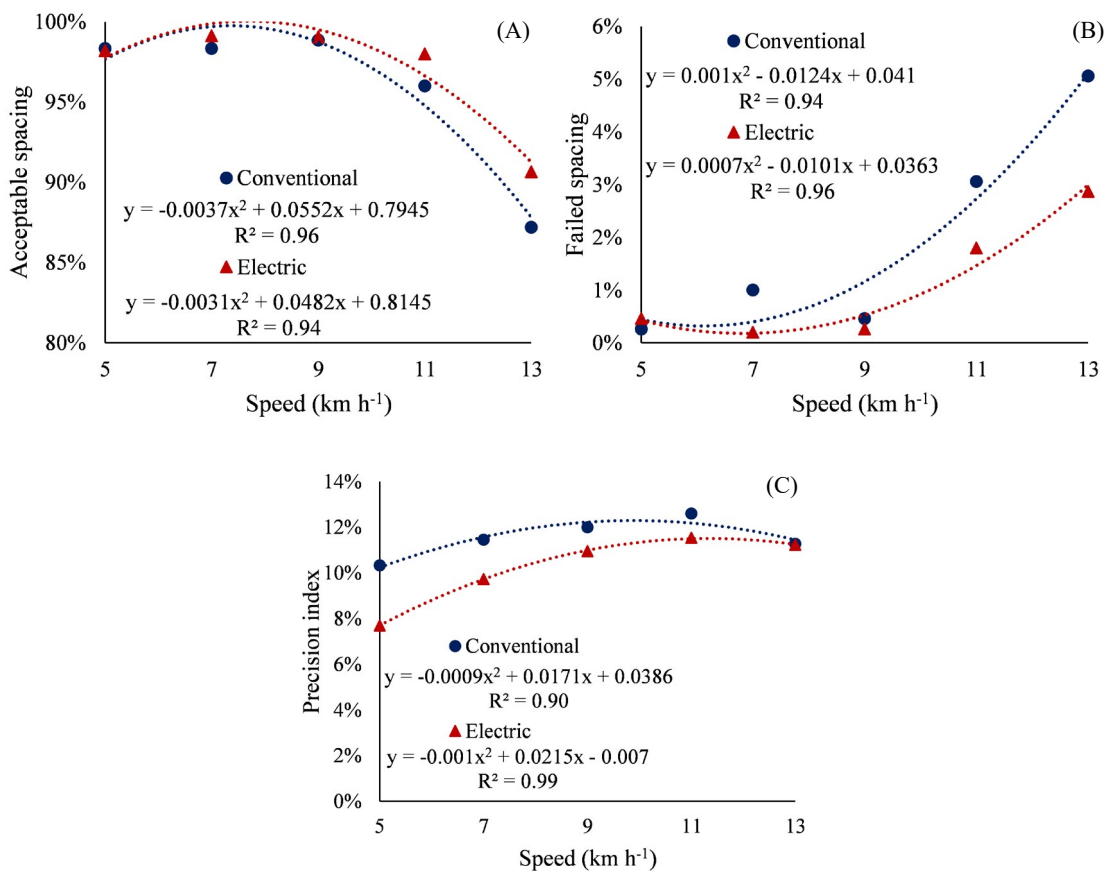 (A)
Acceptable spacing
100%
95%
90%
85%
80%
Conventional
y = -0.0037x² + 0.0552x + 0.7945
R² = 0.96
Electric
y = -0.0031x² + 0.0482x + 0.8145
R² = 0.94
5 7 9 11 13
Speed (km h⁻¹)
(B)
Failed spacing
6%
5%
4%
3%
2%
1%
0%
Conventional
y = 0.001x² - 0.0124x + 0.041
R² = 0.94
Electric
y = 0.0007x² - 0.0101x + 0.0363
R² = 0.96
5 7 9 11 13
Speed (km h⁻¹)
(C)
Precision index
14%
12%
10%
8%
6%
4%
2%
0%
Conventional
y = -0.0009x² + 0.0171x + 0.0386
R² = 0.90
Electric
y = -0.001x² + 0.0215x - 0.007
R² = 0.99
5 7 9 11 13
Speed (km h⁻¹)